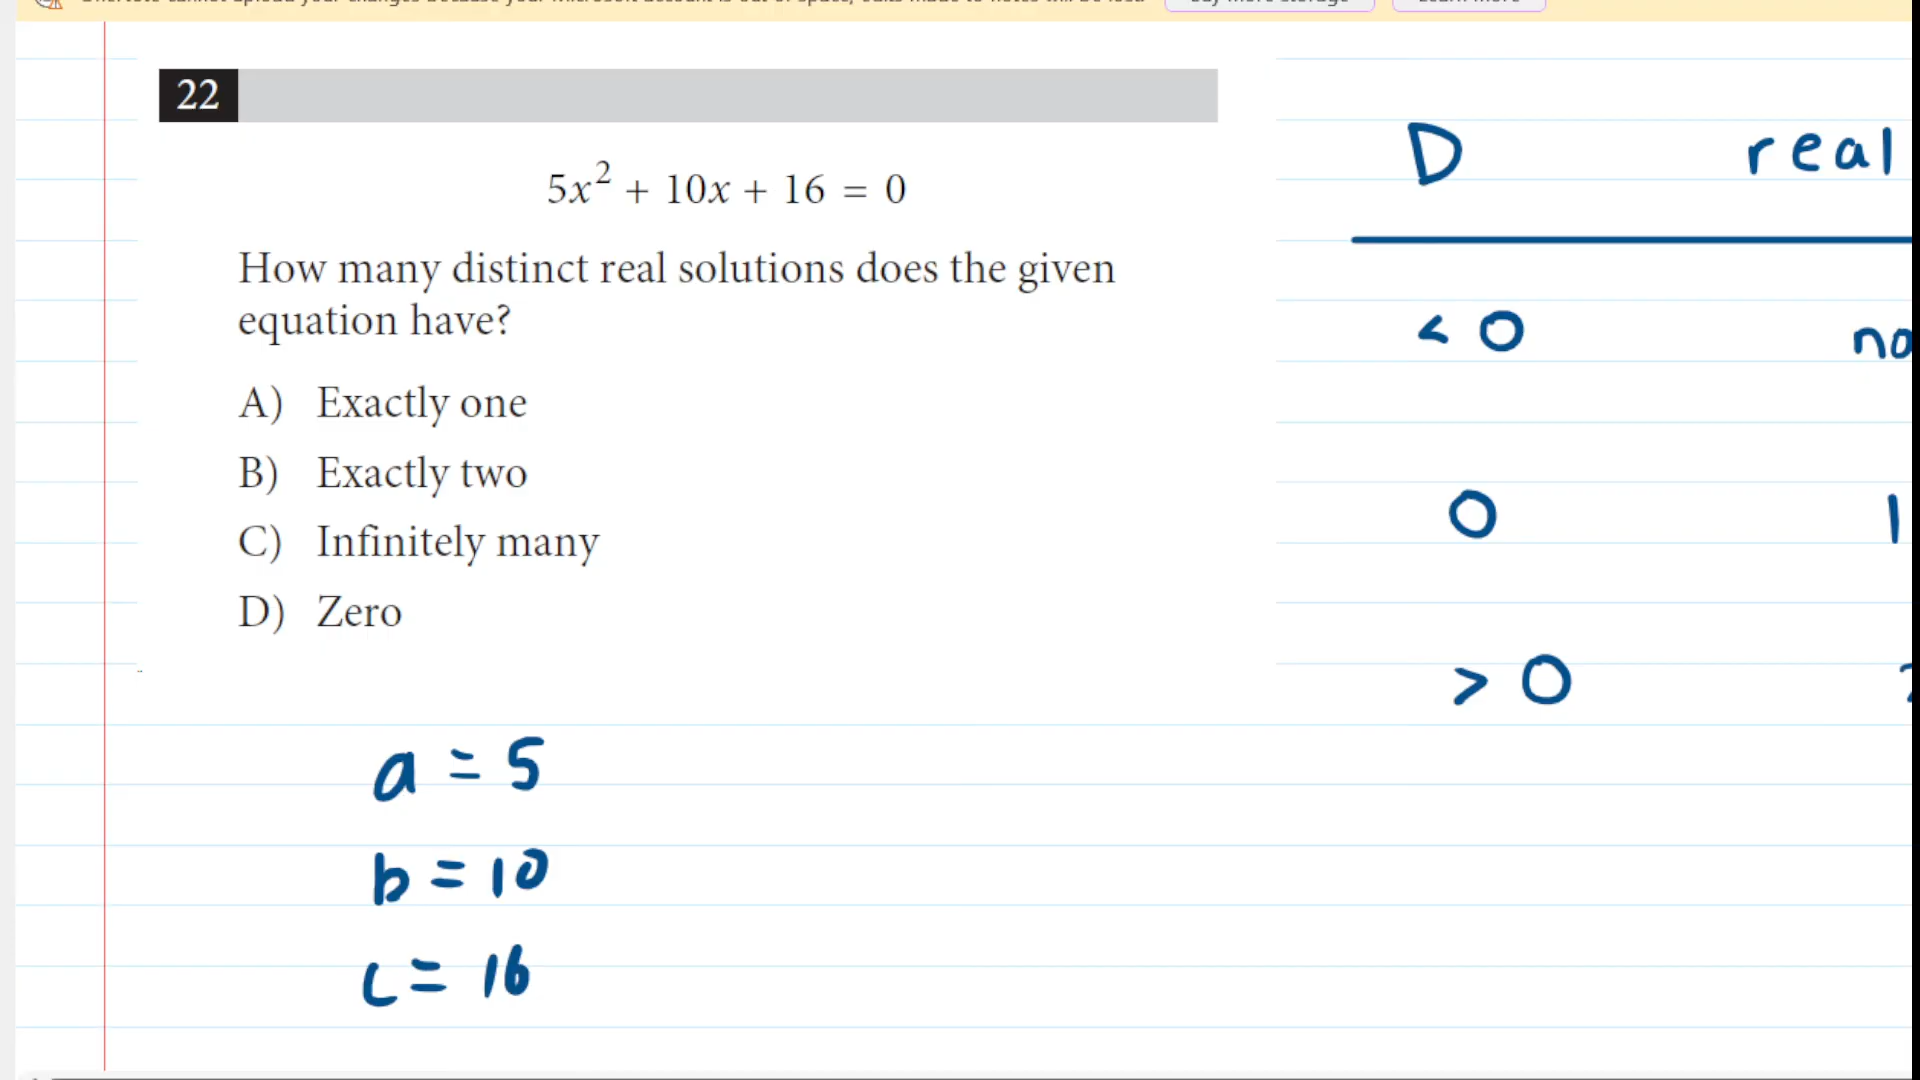 22
5x² + 10x + 16 = 0
How many distinct real solutions does the given
equation have?
A) Exactly one
B) Exactly two
C) Infinitely many
D) Zero
a = 5
b = 10
c = 16
D real
< 0 no
0 1
> 0